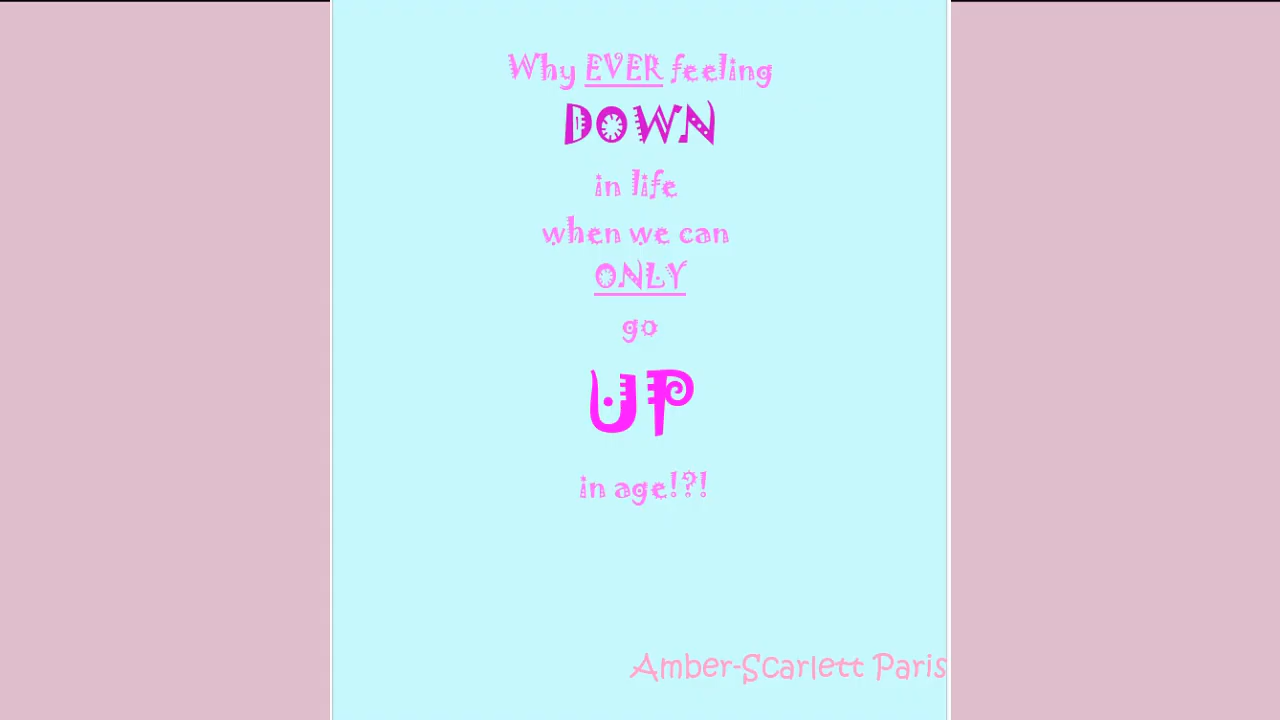 Why EVER feeling
DOWN
in life
when we can
ONLY
go
UP
in age!?!
Amber-Scarlett Paris